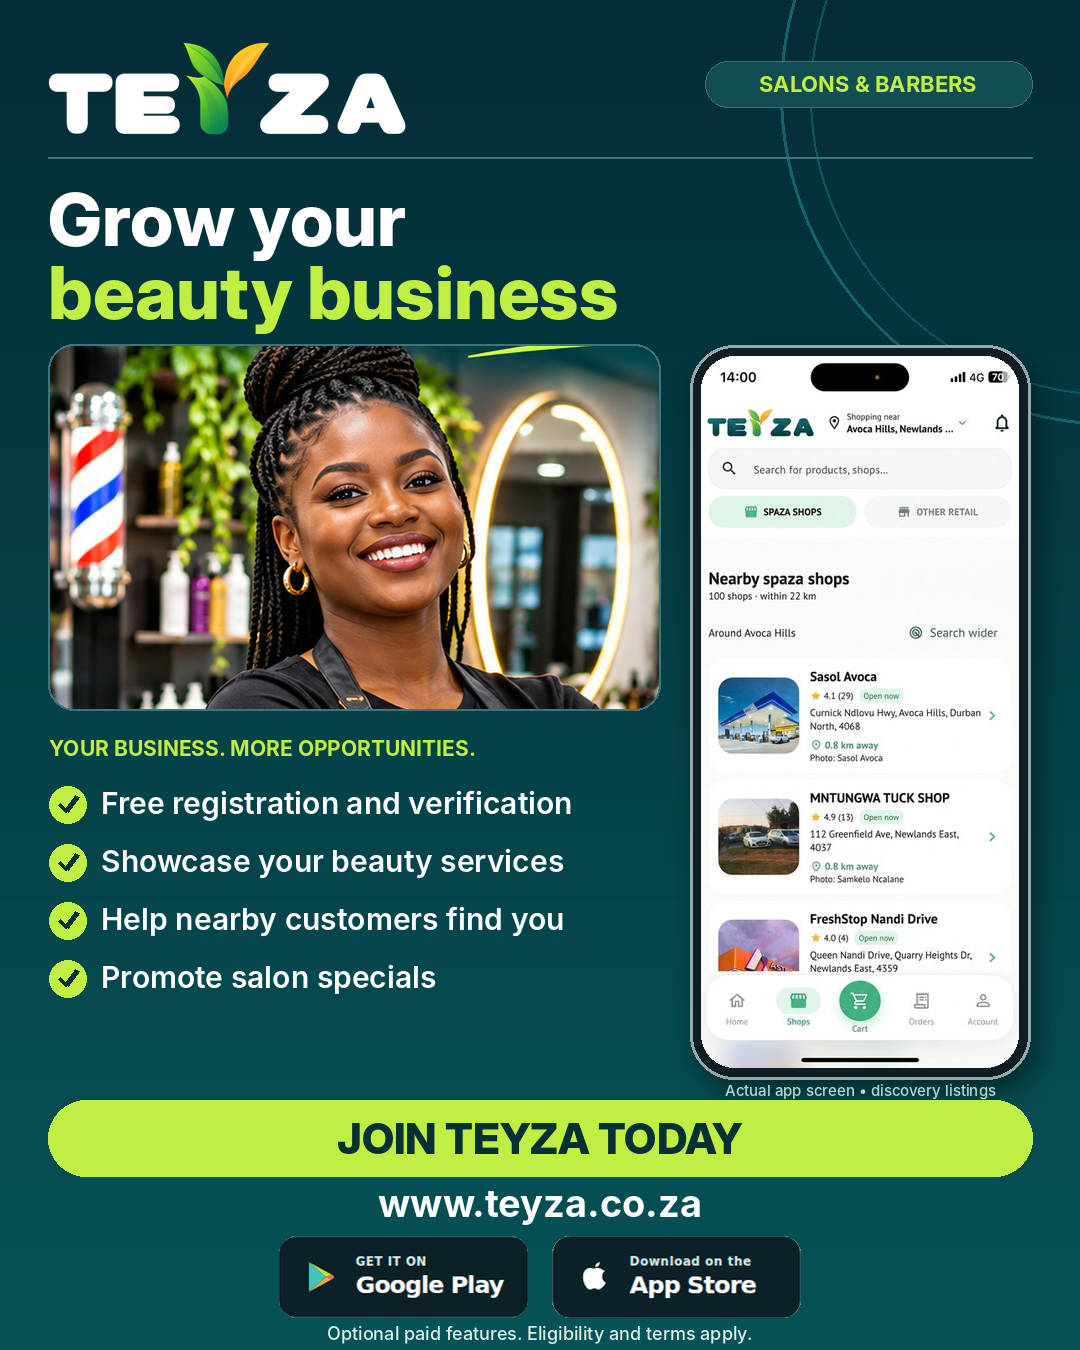 TEYZA
SALONS & BARBERS
Grow your
beauty business
YOUR BUSINESS. MORE OPPORTUNITIES.
Free registration and verification
Showcase your beauty services
Help nearby customers find you
Promote salon specials
14:00
4G
70
TEYZA
Shopping near
Avoca Hills, Newlands ...
Search for products, shops...
SPAZA SHOPS
OTHER RETAIL
Nearby spaza shops
100 shops · within 22 km
Around Avoca Hills
Search wider
Sasol Avoca
4.1 (29) Open now
Curnick Ndlovu Hwy, Avoca Hills, Durban
North, 4068
0.8 km away
Photo: Sasol Avoca
MNTUNGWA TUCK SHOP
4.9 (13) Open now
112 Greenfield Ave, Newlands East,
4037
0.8 km away
Photo: Samkelo Ncalane
FreshStop Nandi Drive
4.0 (4) Open now
Queen Nandi Drive, Quarry Heights Dr,
Newlands East, 4359
Home
Shops
Cart
Orders
Account
Actual app screen • discovery listings
JOIN TEYZA TODAY
www.teyza.co.za
GET IT ON
Google Play
Download on the
App Store
Optional paid features. Eligibility and terms apply.